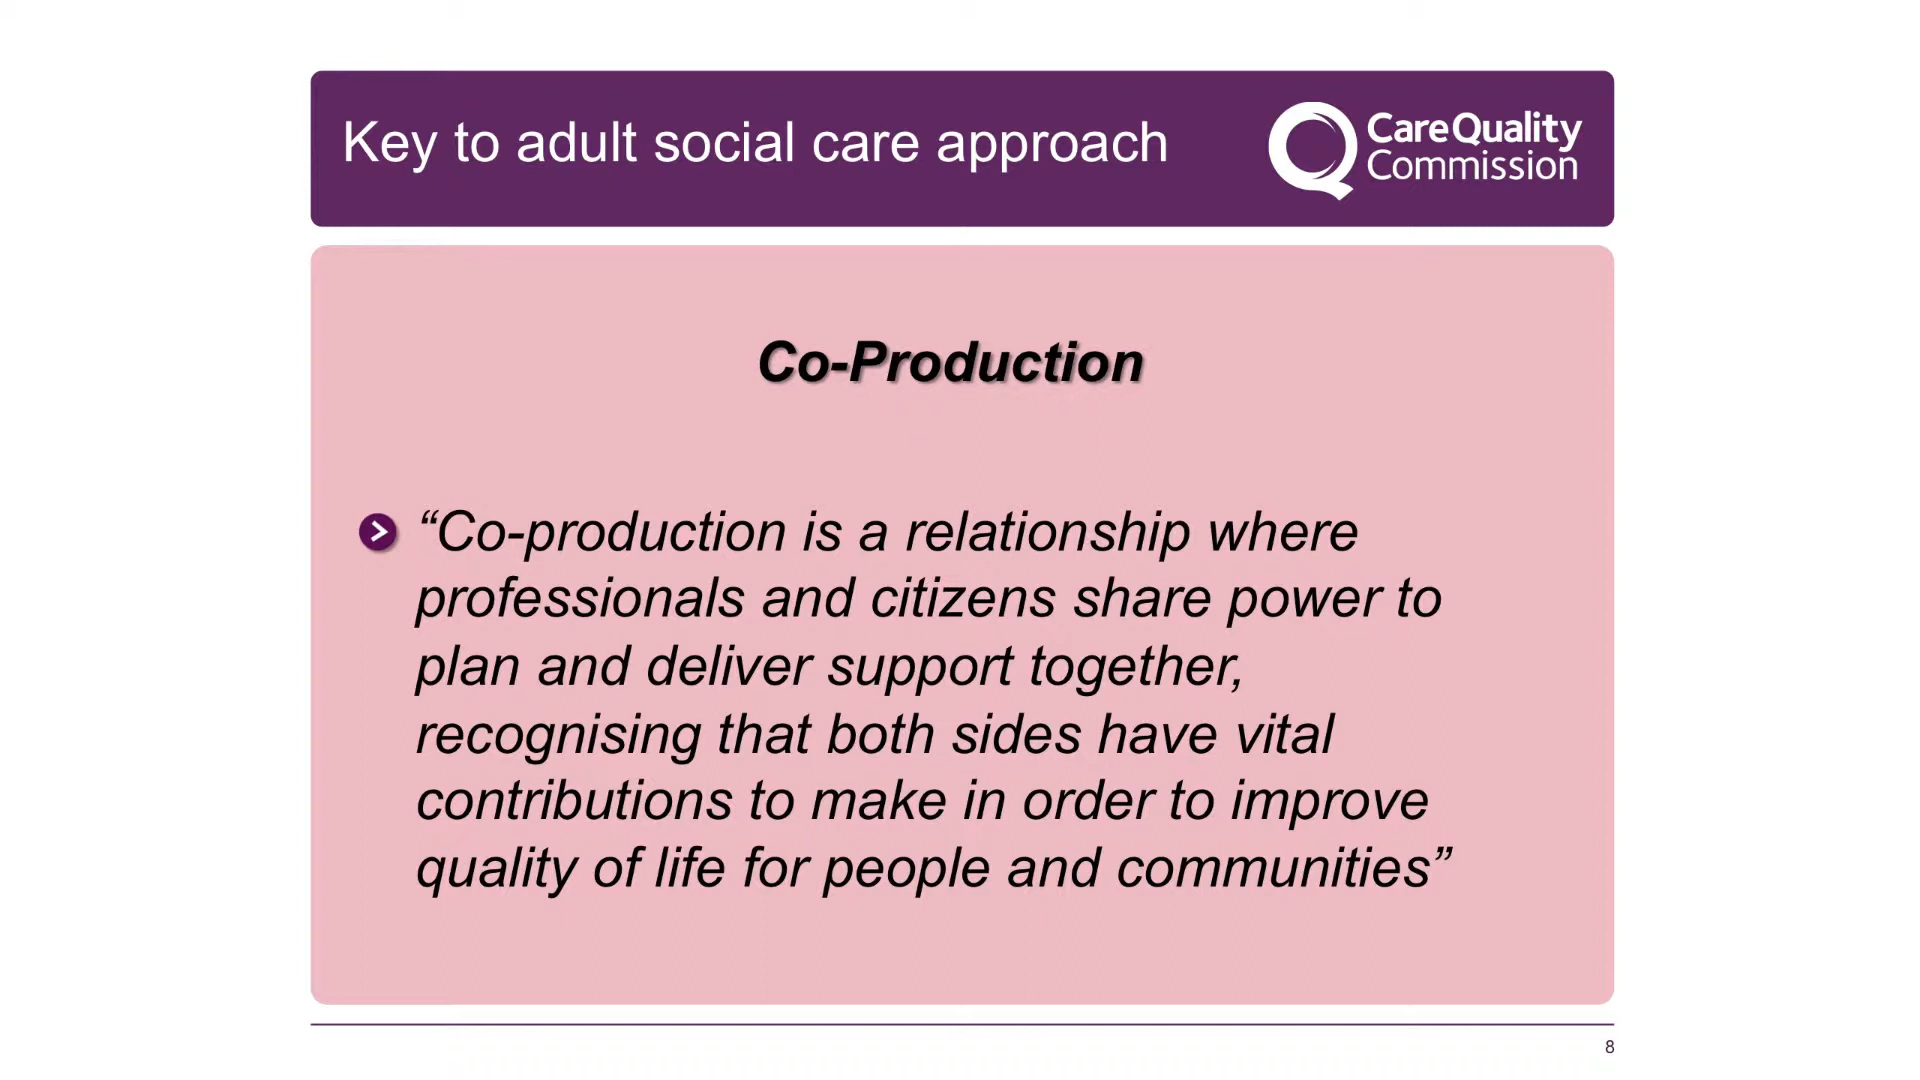 Key to adult social care approach
CareQuality
Commission
Co-Production
“Co-production is a relationship where
professionals and citizens share power to
plan and deliver support together,
recognising that both sides have vital
contributions to make in order to improve
quality of life for people and communities”
8